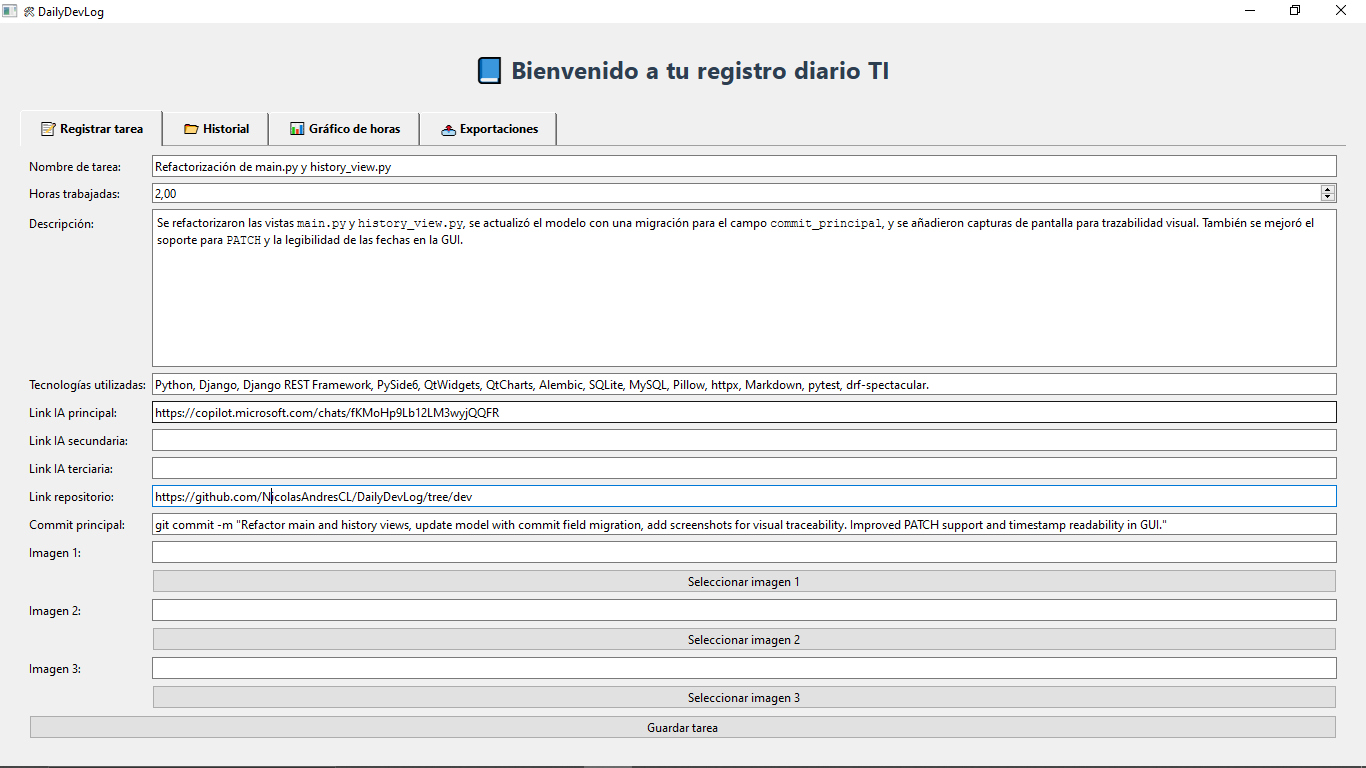 DailyDevLog
Bienvenido a tu registro diario TI
Registrar tarea
Historial
Gráfico de horas
Exportaciones
Nombre de tarea: Refactorización de main.py y history_view.py
Horas trabajadas: 2,00
Descripción: Se refactorizaron las vistas main.py y history_view.py, se actualizó el modelo con una migración para el campo commit_principal, y se añadieron capturas de pantalla para trazabilidad visual. También se mejoró el
soporte para PATCH y la legibilidad de las fechas en la GUI.
Tecnologías utilizadas: Python, Django, Django REST Framework, PySide6, QtWidgets, QtCharts, Alembic, SQLite, MySQL, Pillow, httpx, Markdown, pytest, drf-spectacular.
Link IA principal: https://copilot.microsoft.com/chats/fKMoHp9Lb12LM3wyjQQFR
Link IA secundaria:
Link IA terciaria:
Link repositorio: https://github.com/NicolasAndresCL/DailyDevLog/tree/dev
Commit principal: git commit -m "Refactor main and history views, update model with commit field migration, add screenshots for visual traceability. Improved PATCH support and timestamp readability in GUI."
Imagen 1:
Seleccionar imagen 1
Imagen 2:
Seleccionar imagen 2
Imagen 3:
Seleccionar imagen 3
Guardar tarea